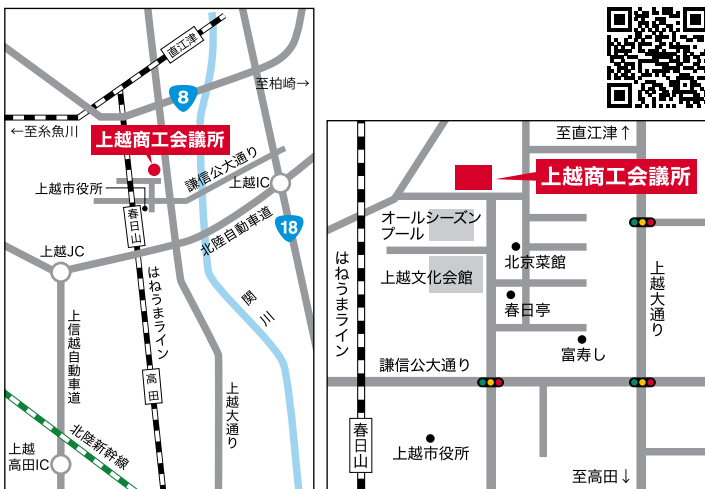 直江津
至柏崎→
8
←至糸魚川
上越商工会議所
謙信公大通り
上越IC
上越市役所
春日山
北陸自動車道
18
上越JC
はねうまライン
関川
上信越自動車道
高田
上越大通り
北陸新幹線
上越
高田IC
至直江津↑
上越商工会議所
オールシーズン
プール
北京菜館
はねうまライン
上越文化会館
上越大通り
春日亭
富寿し
謙信公大通り
春日山
上越市役所
至高田↓